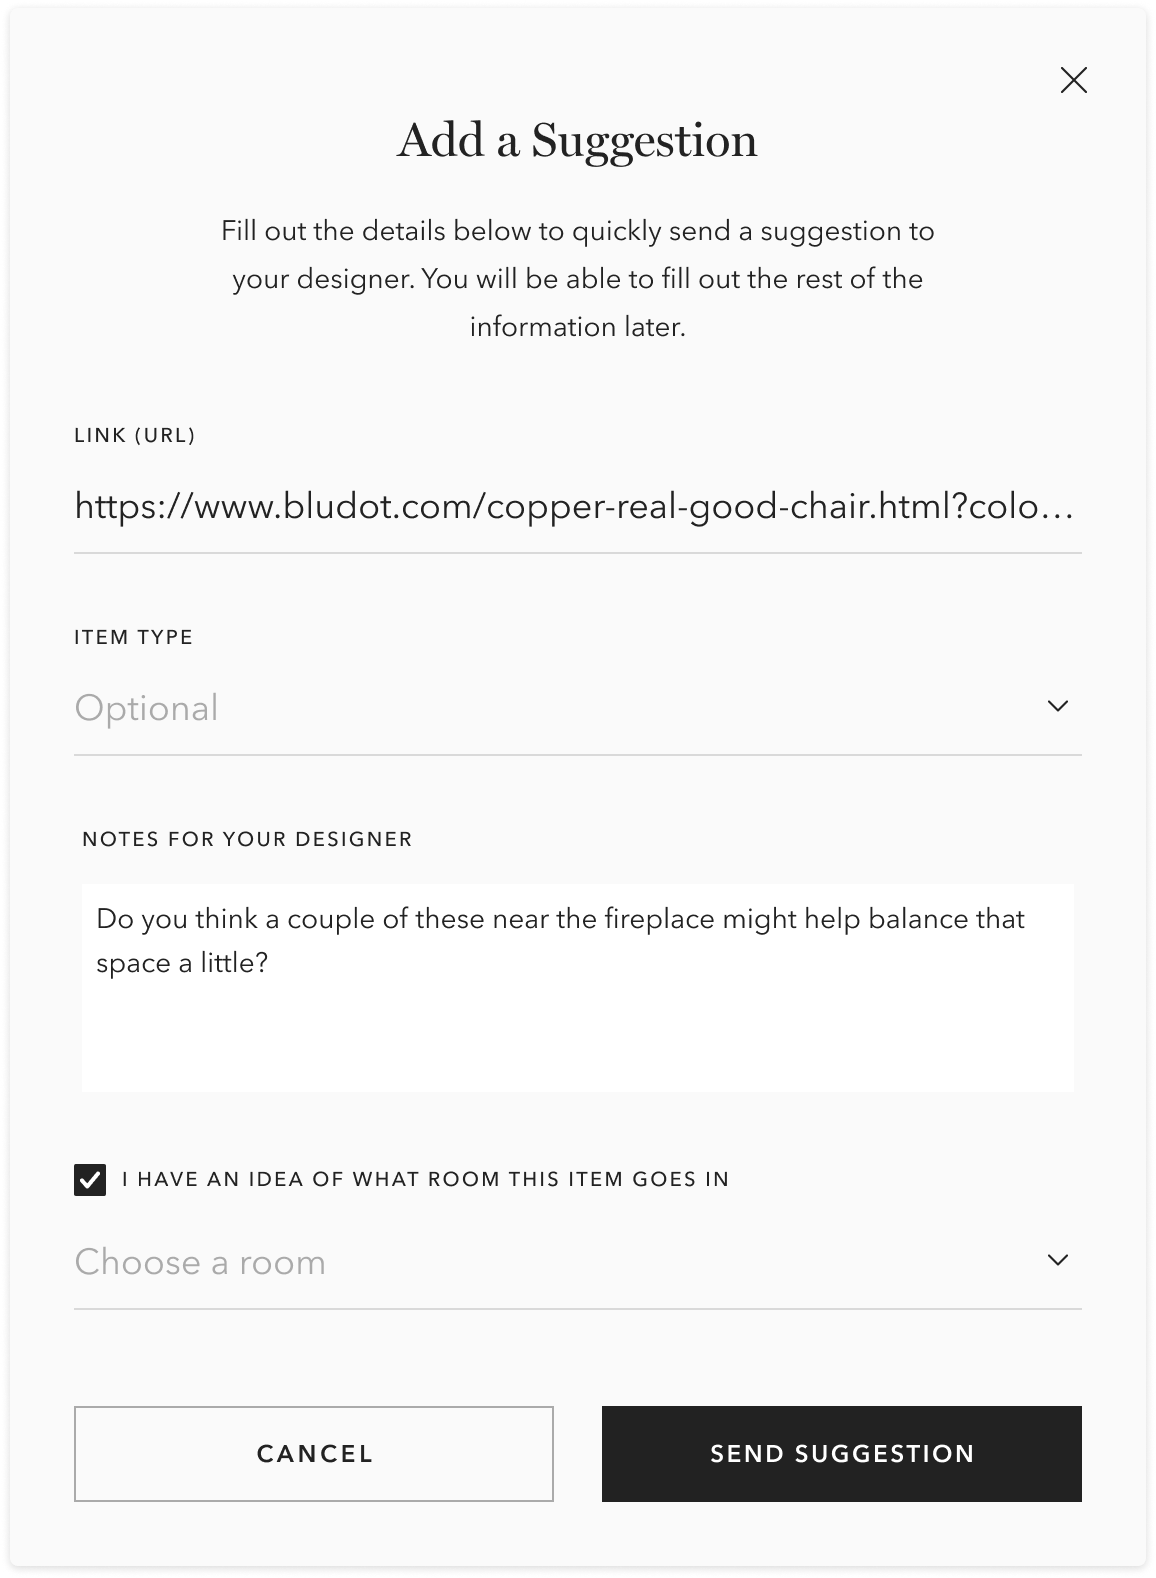 Add a Suggestion
Fill out the details below to quickly send a suggestion to
your designer. You will be able to fill out the rest of the
information later.
LINK (URL)
https://www.bludot.com/copper-real-good-chair.html?colo...
ITEM TYPE
Optional
NOTES FOR YOUR DESIGNER
Do you think a couple of these near the fireplace might help balance that
space a little?
I HAVE AN IDEA OF WHAT ROOM THIS ITEM GOES IN
Choose a room
CANCEL
SEND SUGGESTION